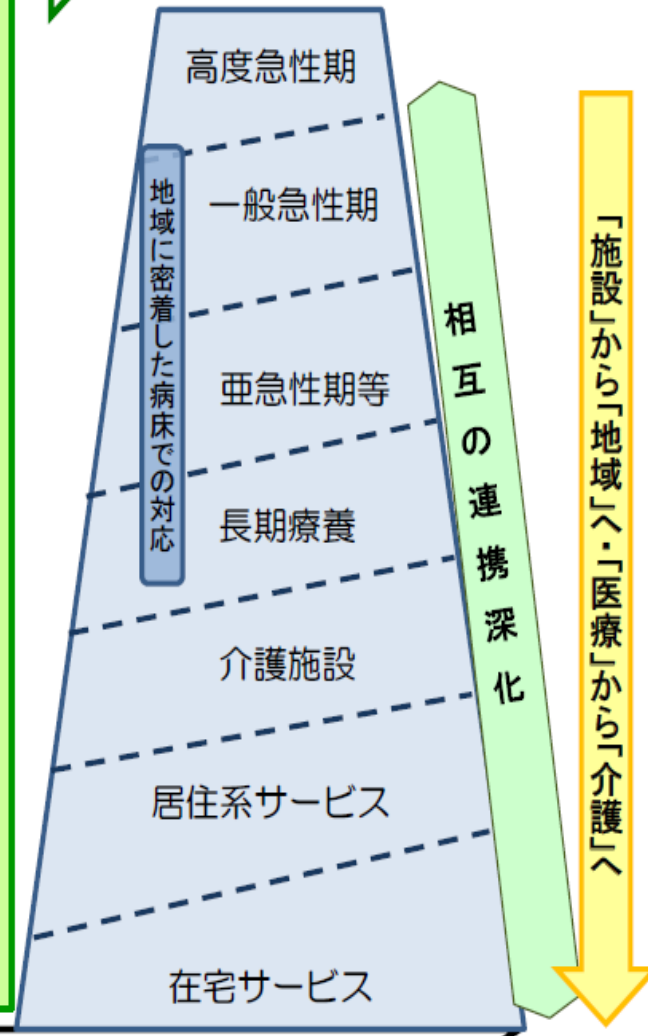 高度急性期
一般急性期
地域に密着した病床での対応
亜急性期等
長期療養
介護施設
居住系サービス
在宅サービス
相互の連携深化
「施設」から「地域」へ・「医療」から「介護」へ